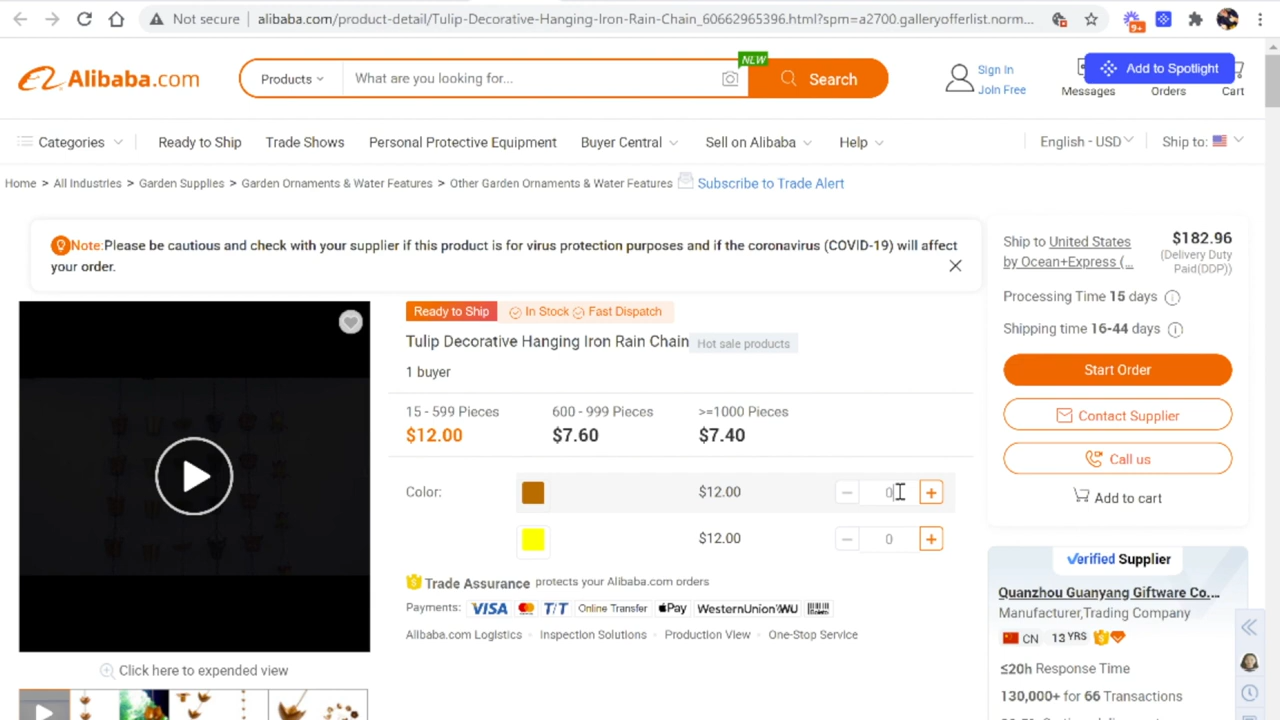 Not secure
alibaba.com/product-detail/Tulip-Decorative-Hanging-Iron-Rain-Chain_60662965396.html?spm=a2700.galleryofferlist.norm...
9+
Alibaba.com
Products
What are you looking for...
NEW
Search
Sign In
Join Free
Add to Spotlight
Messages
Orders
Cart
Categories
Ready to Ship
Trade Shows
Personal Protective Equipment
Buyer Central
Sell on Alibaba
Help
English - USD
Ship to:
Home > All Industries > Garden Supplies > Garden Ornaments & Water Features > Other Garden Ornaments & Water Features
Subscribe to Trade Alert
Note:Please be cautious and check with your supplier if this product is for virus protection purposes and if the coronavirus (COVID-19) will affect
your order.
Ready to Ship
In Stock
Fast Dispatch
Tulip Decorative Hanging Iron Rain Chain
Hot sale products
1 buyer
15 - 599 Pieces
600 - 999 Pieces
>=1000 Pieces
$12.00
$7.60
$7.40
Color:
$12.00
0
$12.00
0
Trade Assurance protects your Alibaba.com orders
Payments:
VISA
T/T
Online Transfer
Pay
WesternUnion WU
Alibaba.com Logistics
Inspection Solutions
Production View
One-Stop Service
Click here to expended view
Ship to United States
$182.96
by Ocean+Express (...
(Delivery Duty
Paid(DDP))
Processing Time 15 days
Shipping time 16-44 days
Start Order
Contact Supplier
Call us
Add to cart
Verified Supplier
Quanzhou Guanyang Giftware Co....
Manufacturer,Trading Company
CN
13 YRS
≤20h Response Time
130,000+ for 66 Transactions